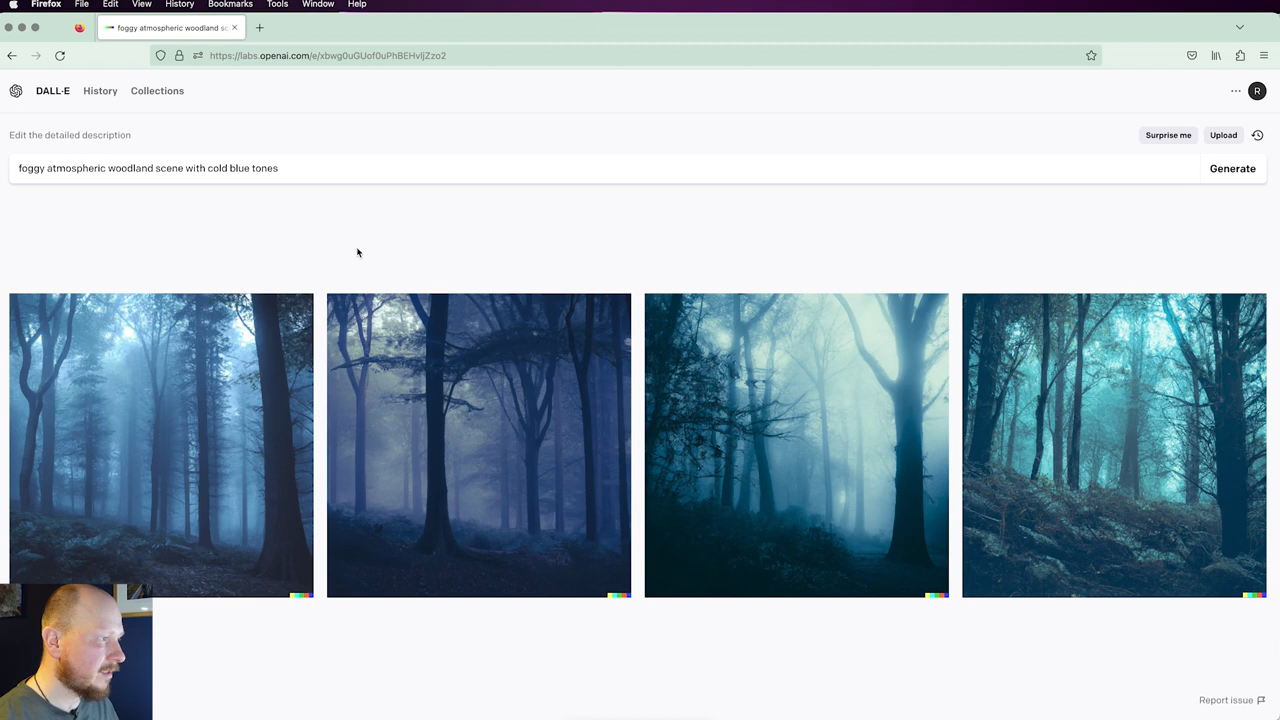 Firefox File Edit View History Bookmarks Tools Window Help
foggy atmospheric woodland sc
https://labs.openai.com/e/xbwg0uGUof0uPhBEHvljZzo2
DALL·E History Collections
R
Edit the detailed description
Surprise me
Upload
foggy atmospheric woodland scene with cold blue tones
Generate
Report issue